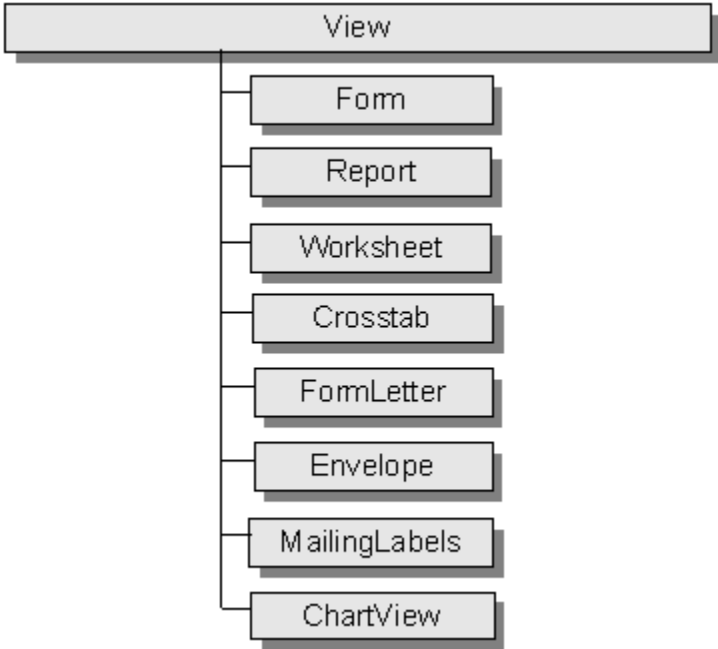 View
Form
Report
Worksheet
Crosstab
FormLetter
Envelope
MailingLabels
ChartView